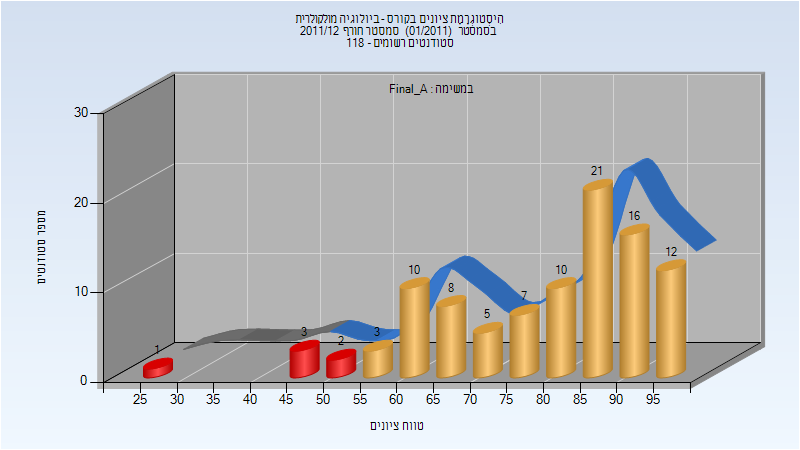 היסטוגרמת ציונים בקורס - ביולוגיה מולקולרית
בסמסטר (01/2011) סמסטר חורף 2011/12
סטודנטים רשומים - 118
במשימה : Final_A
מספר סטודנטים
30
20
10
0
1
3
2
3
10
8
5
7
10
21
16
12
25 30 35 40 45 50 55 60 65 70 75 80 85 90 95
טווח ציונים